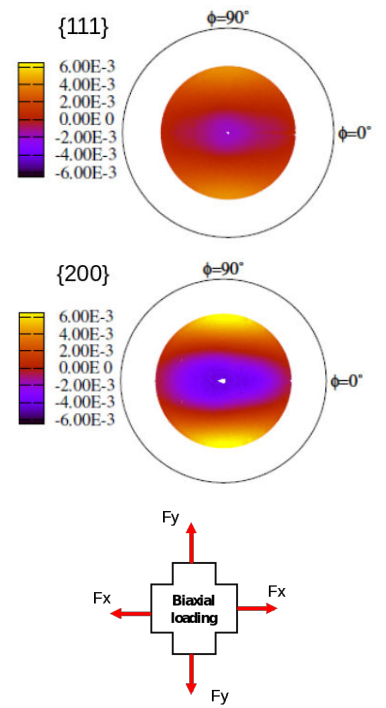 {111}
ϕ=90˚
6.00E-3
4.00E-3
2.00E-3
0.00E 0
-2.00E-3
-4.00E-3
-6.00E-3
ϕ=0˚
{200}
ϕ=90˚
6.00E-3
4.00E-3
2.00E-3
0.00E 0
-2.00E-3
-4.00E-3
-6.00E-3
ϕ=0˚
Fy
Fx
Biaxial
loading
Fx
Fy